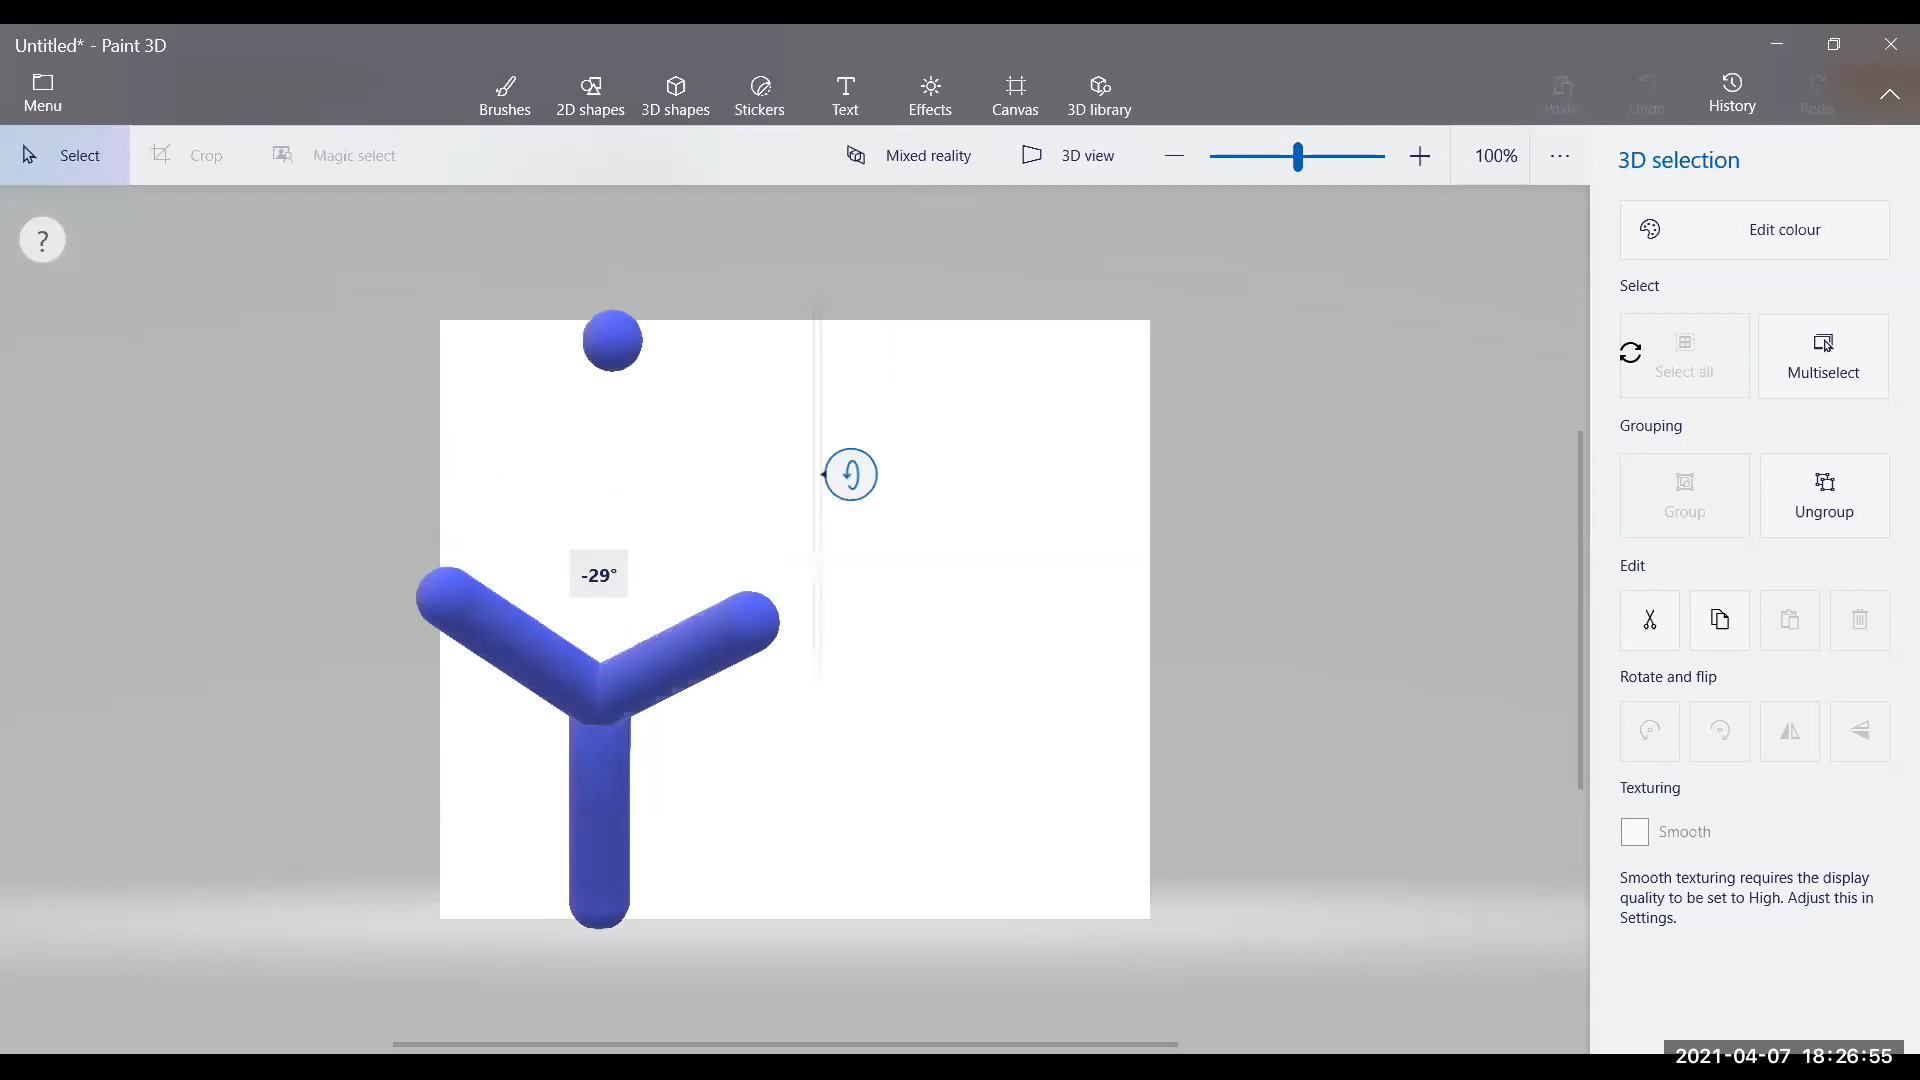 Untitled* - Paint 3D
Menu
Brushes
2D shapes
3D shapes
Stickers
Text
Effects
Canvas
3D library
Paste
Undo
History
Redo
Select
Crop
Magic select
Mixed reality
3D view
100%
3D selection
Edit colour
Select
Select all
Multiselect
Grouping
Group
Ungroup
Edit
Rotate and flip
Texturing
Smooth
Smooth texturing requires the display
quality to be set to High. Adjust this in
Settings.
?
-29°
2021-04-07 18:26:55